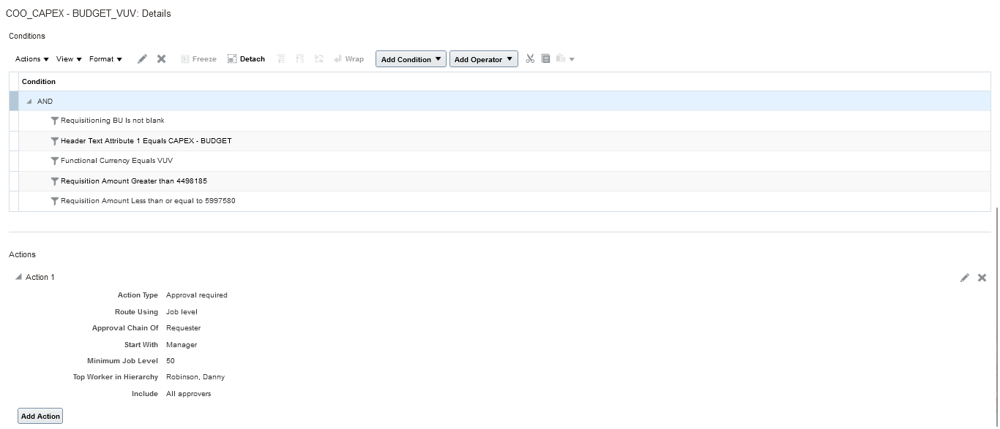 COO_CAPEX - BUDGET_VUV: Details
Conditions
Actions View Format Freeze Detach Wrap Add Condition Add Operator
Condition
AND
Requisitioning BU Is not blank
Header Text Attribute 1 Equals CAPEX - BUDGET
Functional Currency Equals VUV
Requisition Amount Greater than 4498185
Requisition Amount Less than or equal to 5997580
Actions
Action 1
Action Type Approval required
Route Using Job level
Approval Chain Of Requester
Start With Manager
Minimum Job Level 50
Top Worker in Hierarchy Robinson, Danny
Include All approvers
Add Action